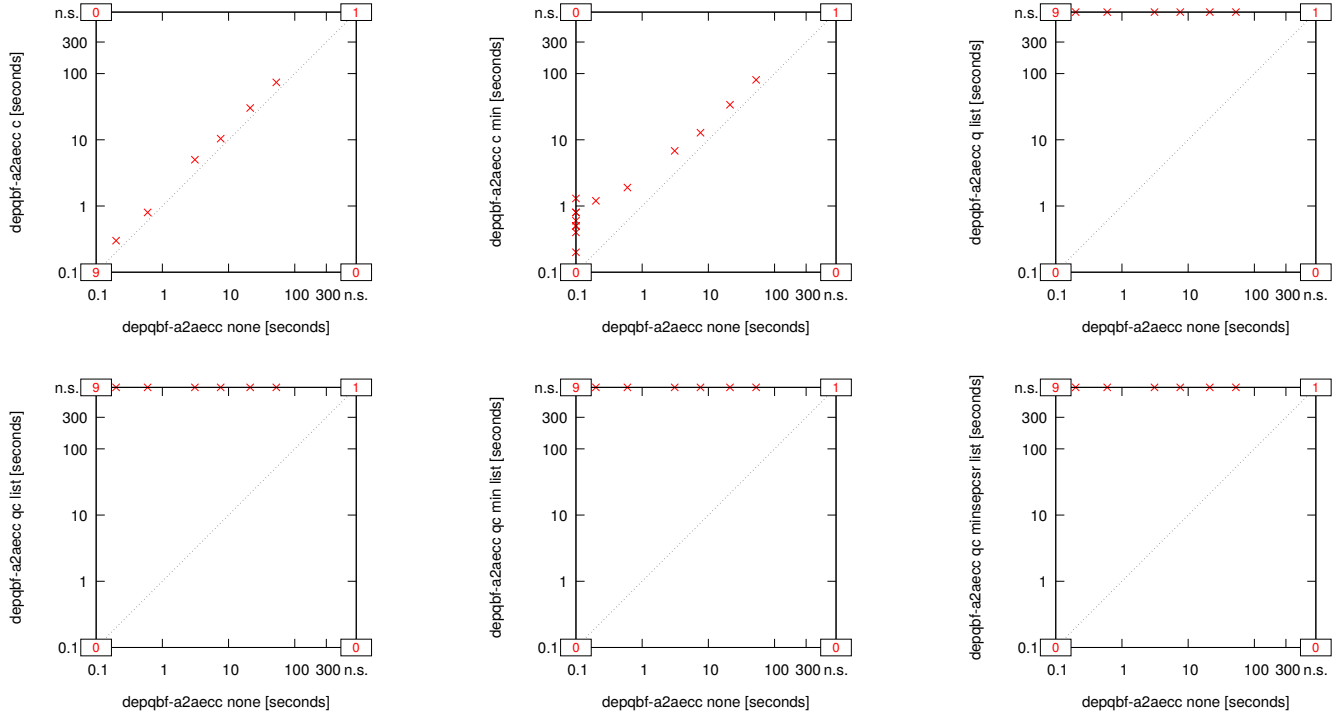 n.s. 0 1
300
100
10
1
0.1 9 0
0.1 1 10 100 300 n.s.
depqbf-a2aecc c [seconds]
depqbf-a2aecc none [seconds]
n.s. 0 1
300
100
10
1
0.1 0 0
0.1 1 10 100 300 n.s.
depqbf-a2aecc c min [seconds]
depqbf-a2aecc none [seconds]
n.s. 9 1
300
100
10
1
0.1 0 0
0.1 1 10 100 300 n.s.
depqbf-a2aecc q list [seconds]
depqbf-a2aecc none [seconds]
n.s. 9 1
300
100
10
1
0.1 0 0
0.1 1 10 100 300 n.s.
depqbf-a2aecc qc list [seconds]
depqbf-a2aecc none [seconds]
n.s. 9 1
300
100
10
1
0.1 0 0
0.1 1 10 100 300 n.s.
depqbf-a2aecc qc min list [seconds]
depqbf-a2aecc none [seconds]
n.s. 9 1
300
100
10
1
0.1 0 0
0.1 1 10 100 300 n.s.
depqbf-a2aecc qc minsepcsr list [seconds]
depqbf-a2aecc none [seconds]